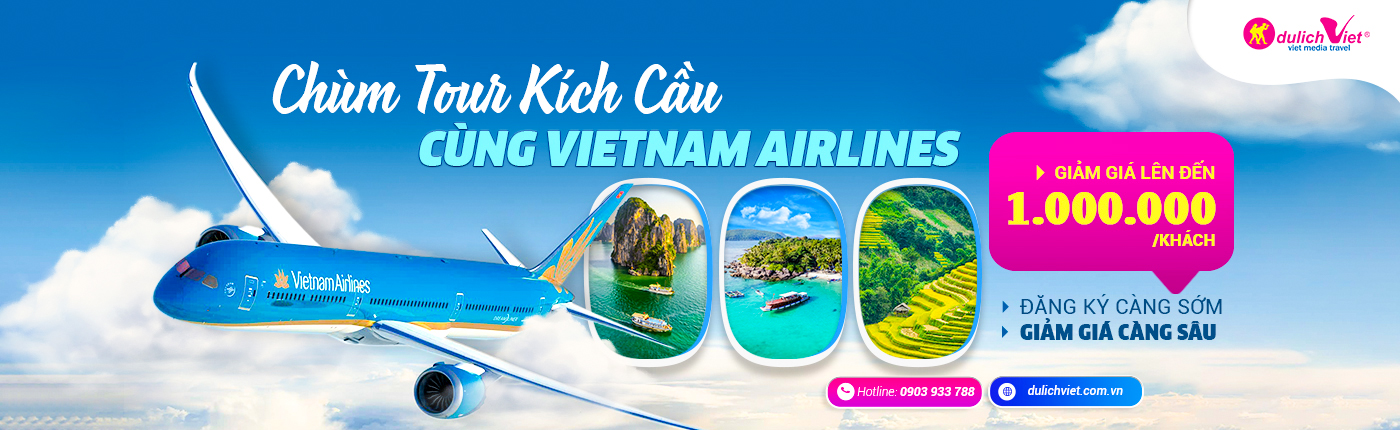 dulichViet®
viet media travel
Chùm Tour Kích Cầu
CÙNG VIETNAM AIRLINES
GIẢM GIÁ LÊN ĐẾN
1.000.000
/KHÁCH
Vietnam Airlines
ĐĂNG KÝ CÀNG SỚM
GIẢM GIÁ CÀNG SÂU
Hotline: 0903 933 788
dulichviet.com.vn